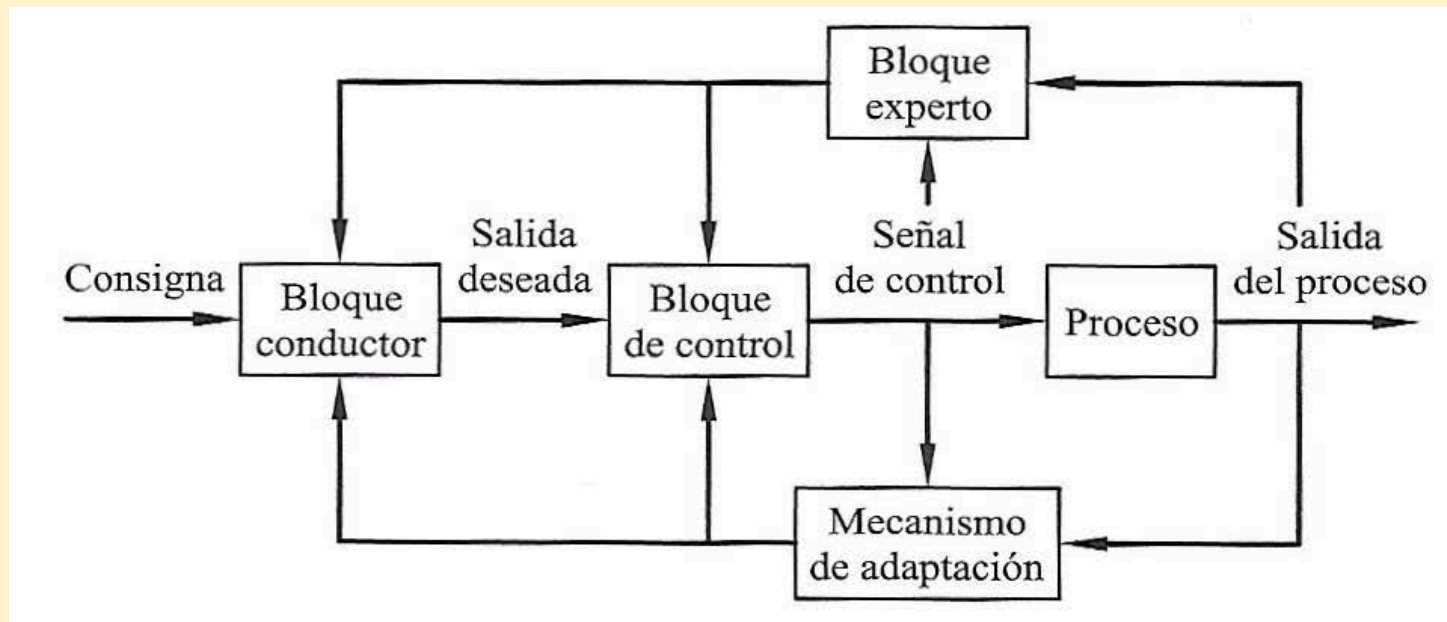 Bloque
experto
Consigna
Salida
deseada
Señal
de control
Salida
del proceso
Bloque
conductor
Bloque
de control
Proceso
Mecanismo
de adaptación